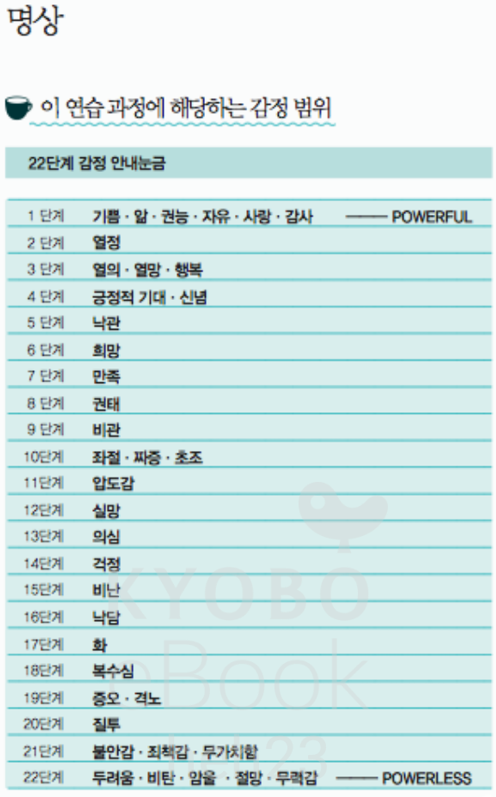 명상
이 연습 과정에 해당하는 감정 범위
22단계 감정 안내눈금
1 단계 기쁨 · 앎 · 권능 · 자유 · 사랑 · 감사 ——— POWERFUL
2 단계 열정
3 단계 열의 · 열망 · 행복
4 단계 긍정적 기대 · 신념
5 단계 낙관
6 단계 희망
7 단계 만족
8 단계 권태
9 단계 비관
10단계 좌절 · 짜증 · 초조
11단계 압도감
12단계 실망
13단계 의심
14단계 걱정
15단계 비난
16단계 낙담
17단계 화
18단계 복수심
19단계 증오 · 격노
20단계 질투
21단계 불안감 · 죄책감 · 무가치함
22단계 두려움 · 비탄 · 암울 · 절망 · 무력감 ——— POWERLESS
KYOBO
eBook